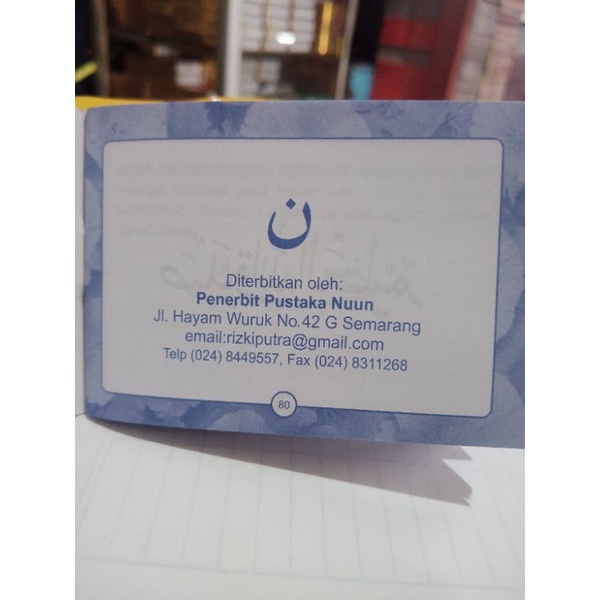 ن
Diterbitkan oleh:
Penerbit Pustaka Nuun
Jl. Hayam Wuruk No.42 G Semarang
email:rizkiputra@gmail.com
Telp (024) 8449557, Fax (024) 8311268
80